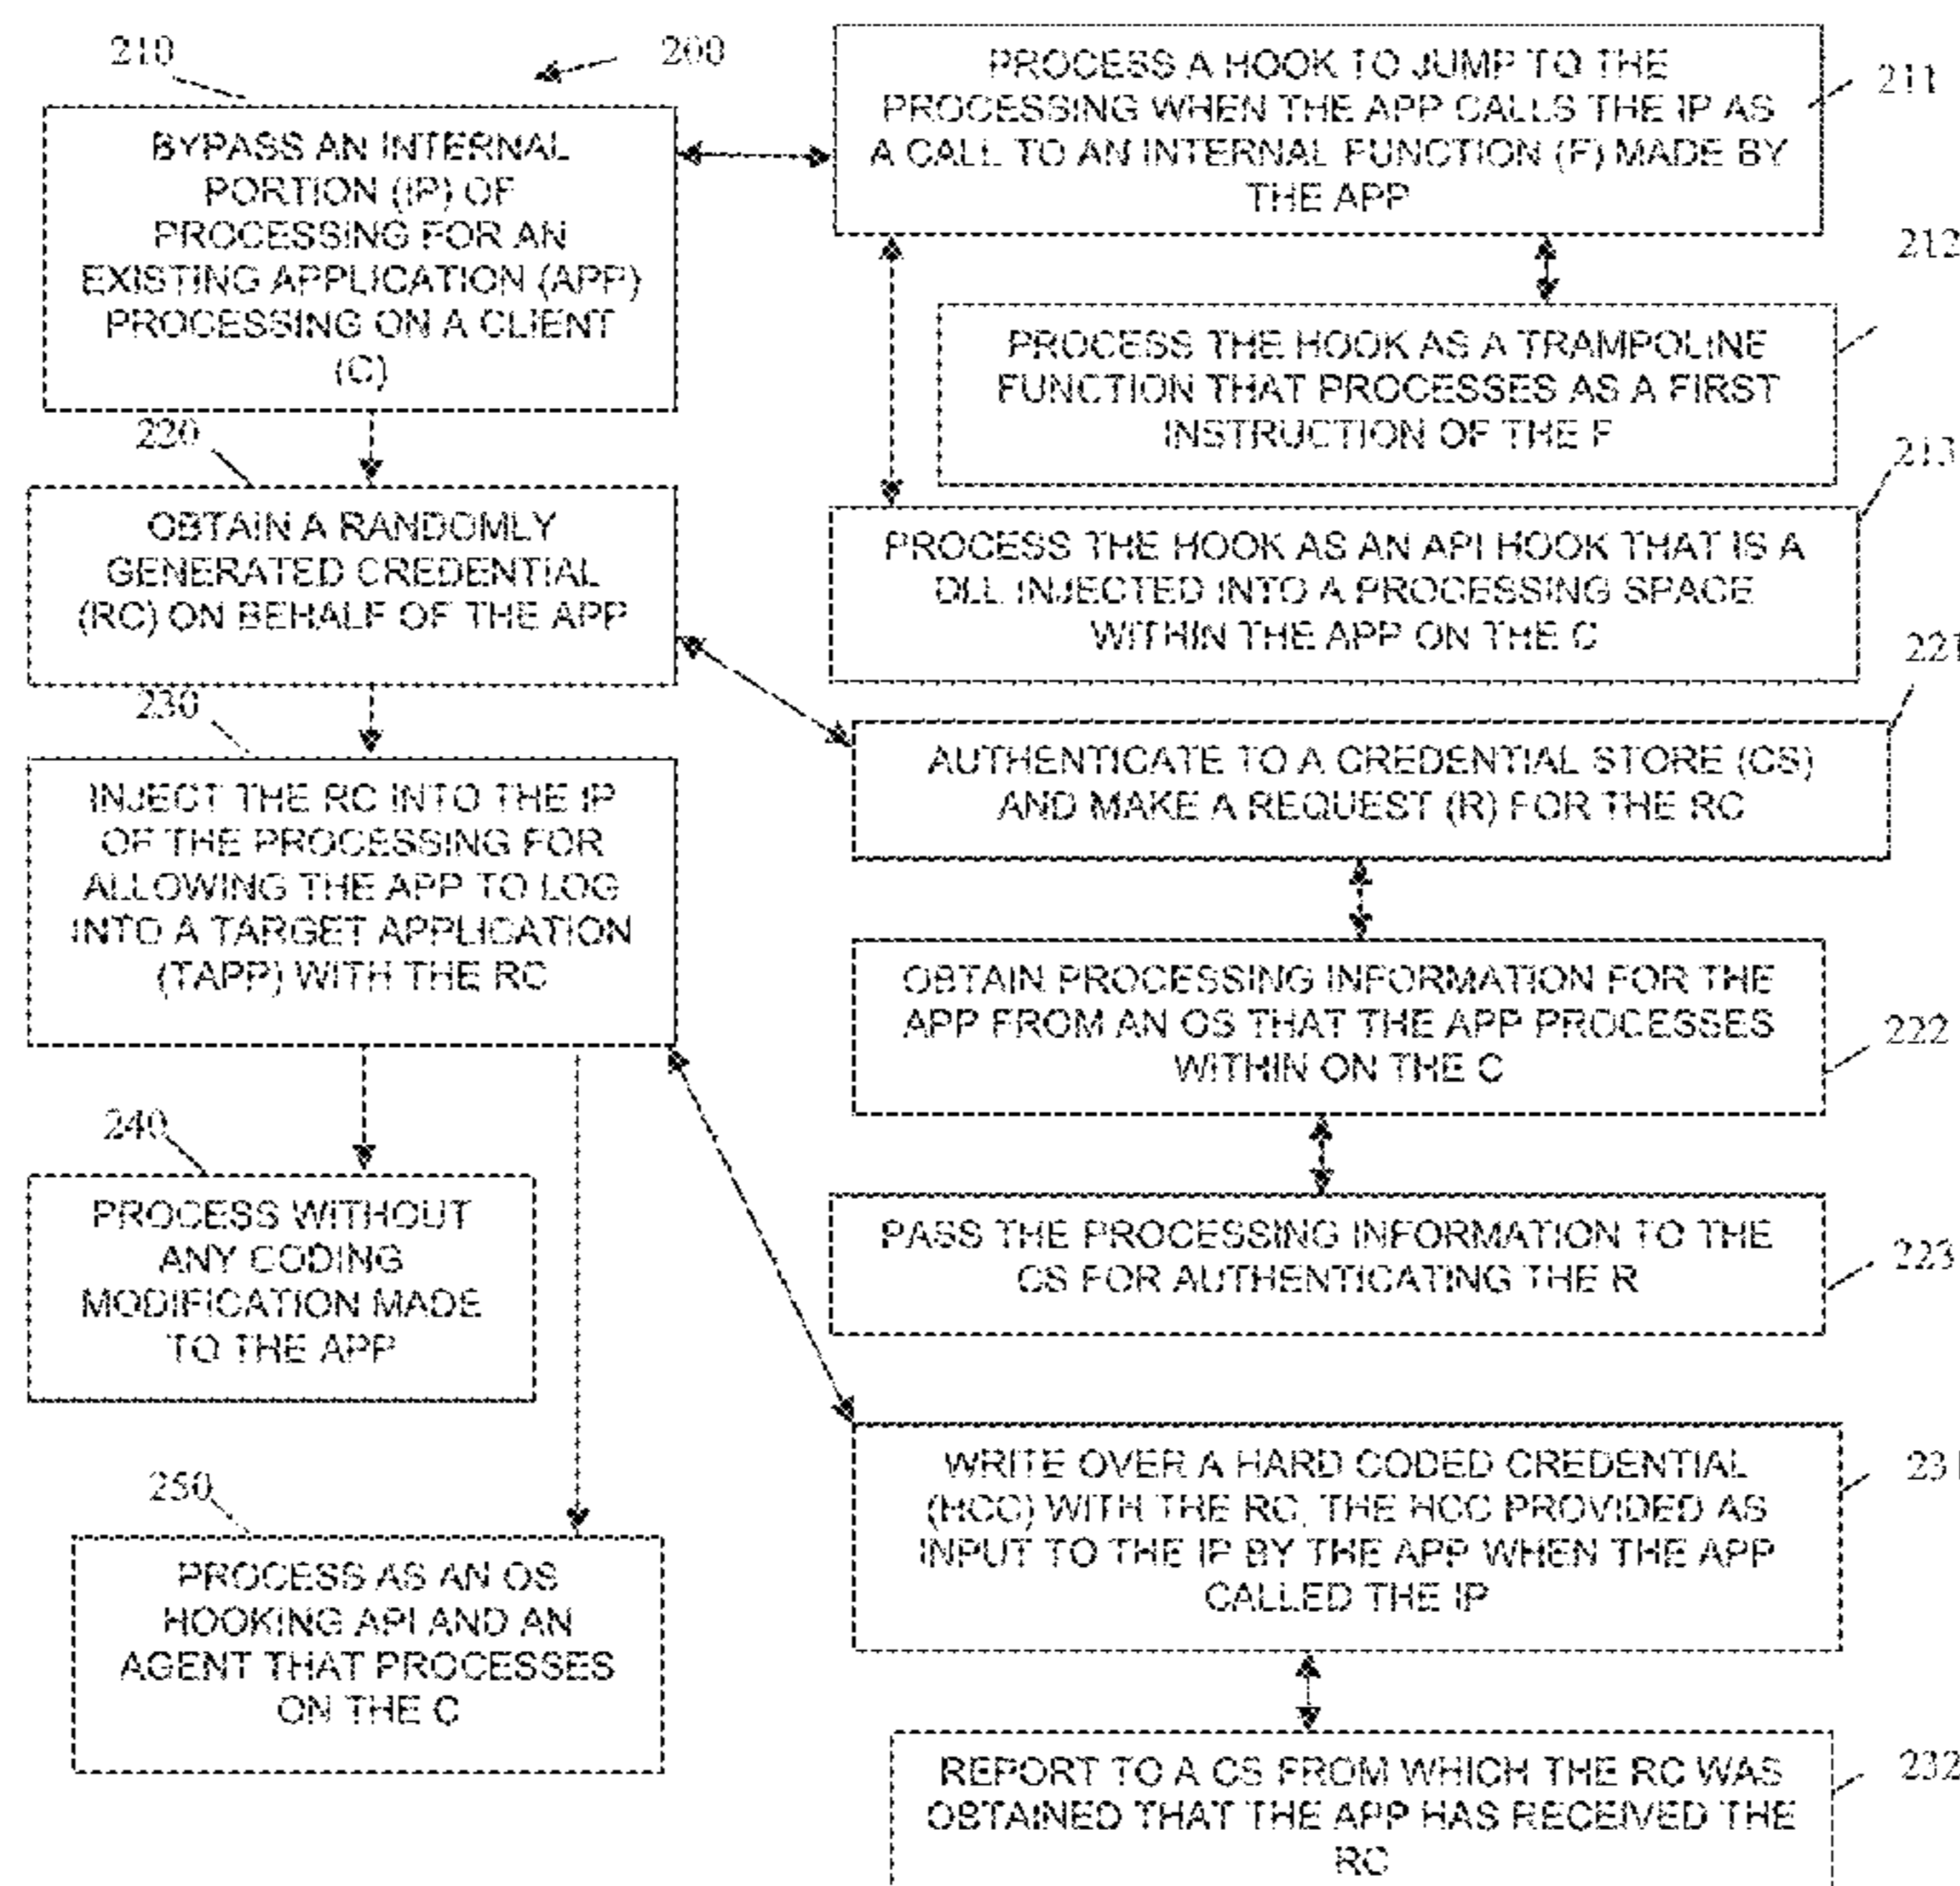 210
200
BYPASS AN INTERNAL
PORTION (IP) OF
PROCESSING FOR AN
EXISTING APPLICATION (APP)
PROCESSING ON A CLIENT
(C)
PROCESS A HOOK TO JUMP TO THE
PROCESSING WHEN THE APP CALLS THE IP AS
A CALL TO AN INTERNAL FUNCTION (F) MADE BY
THE APP
211
212
PROCESS THE HOOK AS A TRAMPOLINE
FUNCTION THAT PROCESSES AS A FIRST
INSTRUCTION OF THE F
213
PROCESS THE HOOK AS AN API HOOK THAT IS A
DLL INJECTED INTO A PROCESSING SPACE
WITHIN THE APP ON THE C
220
OBTAIN A RANDOMLY
GENERATED CREDENTIAL
(RC) ON BEHALF OF THE APP
221
AUTHENTICATE TO A CREDENTIAL STORE (CS)
AND MAKE A REQUEST (R) FOR THE RC
OBTAIN PROCESSING INFORMATION FOR THE
APP FROM AN OS THAT THE APP PROCESSES
WITHIN ON THE C
222
PASS THE PROCESSING INFORMATION TO THE
CS FOR AUTHENTICATING THE R
223
230
INJECT THE RC INTO THE IP
OF THE PROCESSING FOR
ALLOWING THE APP TO LOG
INTO A TARGET APPLICATION
(TAPP) WITH THE RC
WRITE OVER A HARD CODED CREDENTIAL
(HCC) WITH THE RC, THE HCC PROVIDED AS
INPUT TO THE IP BY THE APP WHEN THE APP
CALLED THE IP
231
REPORT TO A CS FROM WHICH THE RC WAS
OBTAINED THAT THE APP HAS RECEIVED THE
RC
232
240
PROCESS WITHOUT
ANY CODING
MODIFICATION MADE
TO THE APP
250
PROCESS AS AN OS
HOOKING API AND AN
AGENT THAT PROCESSES
ON THE C